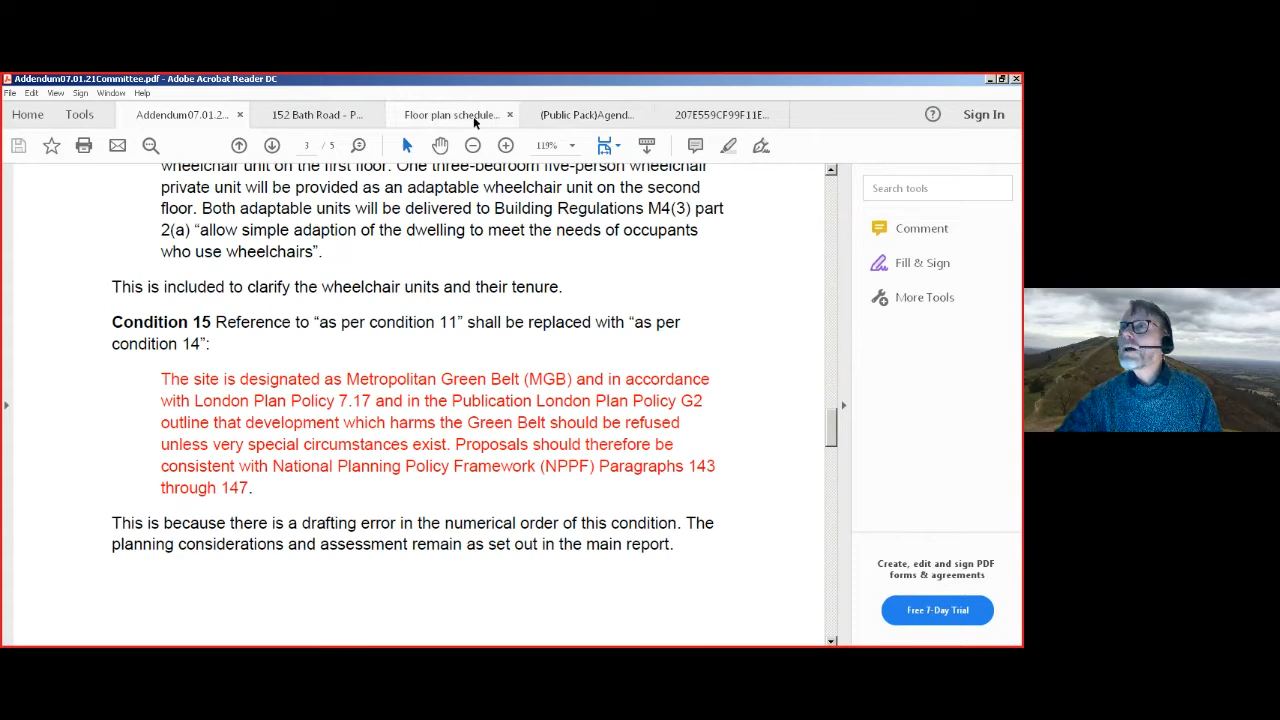 Addendum07.01.21Committee.pdf - Adobe Acrobat Reader DC
File Edit View Sign Window Help
Home Tools Addendum07.01.2... × 152 Bath Road - P... Floor plan schedule... × (Public Pack)Agend... 207E559CF99F11E... ? Sign In
3 / 5 119%
wheelchair unit on the first floor. One three-bedroom five-person wheelchair
private unit will be provided as an adaptable wheelchair unit on the second
floor. Both adaptable units will be delivered to Building Regulations M4(3) part
2(a) “allow simple adaption of the dwelling to meet the needs of occupants
who use wheelchairs”.
This is included to clarify the wheelchair units and their tenure.
Condition 15 Reference to “as per condition 11” shall be replaced with “as per
condition 14”:
The site is designated as Metropolitan Green Belt (MGB) and in accordance
with London Plan Policy 7.17 and in the Publication London Plan Policy G2
outline that development which harms the Green Belt should be refused
unless very special circumstances exist. Proposals should therefore be
consistent with National Planning Policy Framework (NPPF) Paragraphs 143
through 147.
This is because there is a drafting error in the numerical order of this condition. The
planning considerations and assessment remain as set out in the main report.
Search tools
Comment
Fill & Sign
More Tools
Create, edit and sign PDF
forms & agreements
Free 7-Day Trial